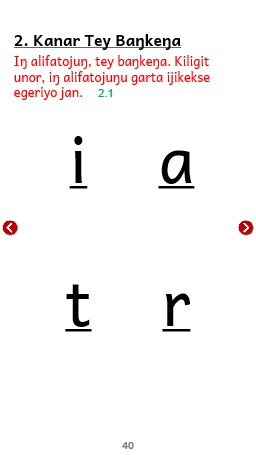 2. Kanar Tey Baŋkeŋa
Iŋ alifatojuŋ, tey baŋkeŋa. Kiligit
unor, iŋ alifatojuŋu garta ijikekse
egeriyo jan. 2.1
i a
t r
40